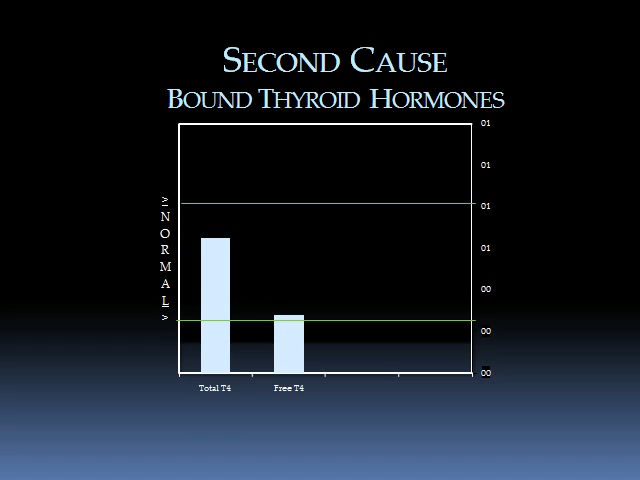 SECOND CAUSE
BOUND THYROID HORMONES
01
01
01
01
00
00
00
< NORMAL >
Total T4
Free T4